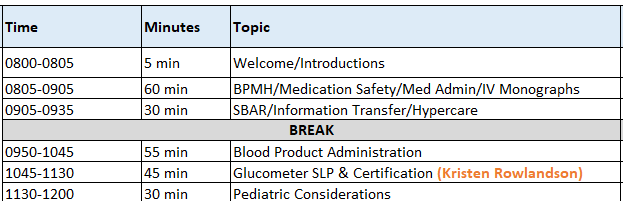 Time Minutes Topic
0800-0805 5 min Welcome/Introductions
0805-0905 60 min BPMH/Medication Safety/Med Admin/IV Monographs
0905-0935 30 min SBAR/Information Transfer/Hypercare
BREAK
0950-1045 55 min Blood Product Administration
1045-1130 45 min Glucometer SLP & Certification (Kristen Rowlandson)
1130-1200 30 min Pediatric Considerations